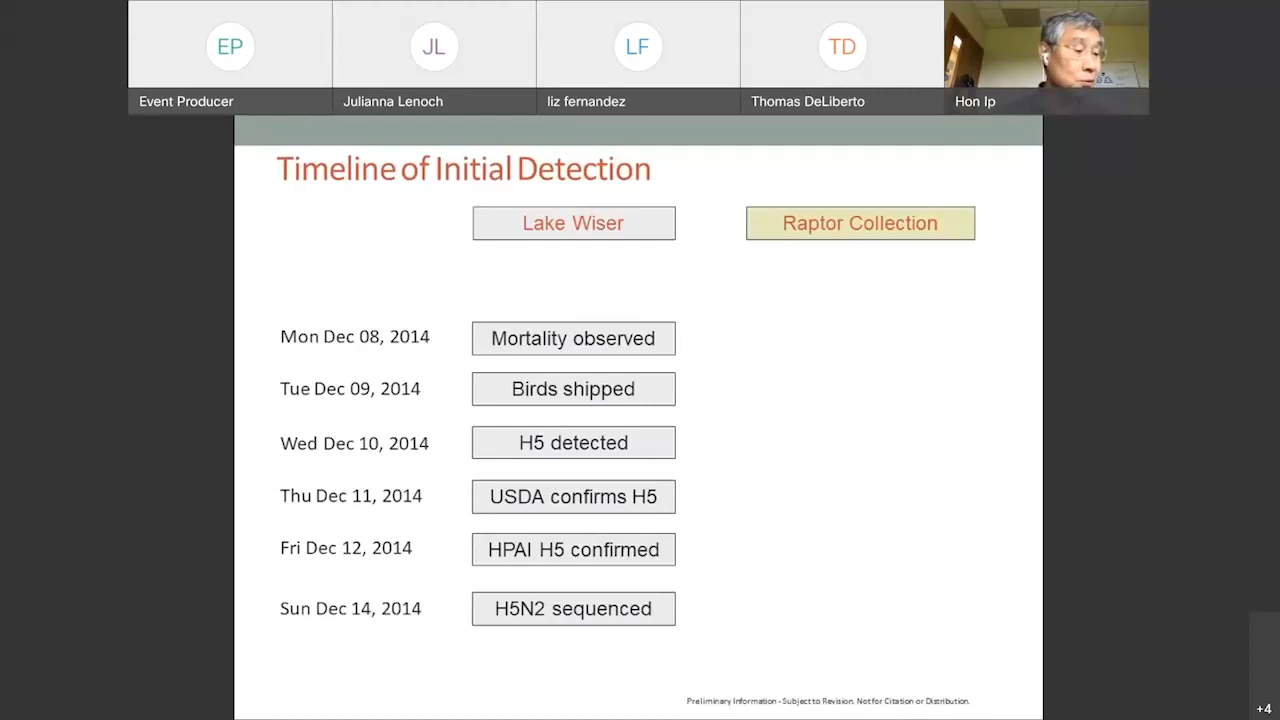 EP
JL
LF
TD
Event Producer
Julianna Lenoch
liz fernandez
Thomas DeLiberto
Hon Ip
Timeline of Initial Detection
Lake Wiser
Raptor Collection
Mon Dec 08, 2014
Mortality observed
Tue Dec 09, 2014
Birds shipped
Wed Dec 10, 2014
H5 detected
Thu Dec 11, 2014
USDA confirms H5
Fri Dec 12, 2014
HPAI H5 confirmed
Sun Dec 14, 2014
H5N2 sequenced
Preliminary Information - Subject to Revision. Not for Citation or Distribution.
+4